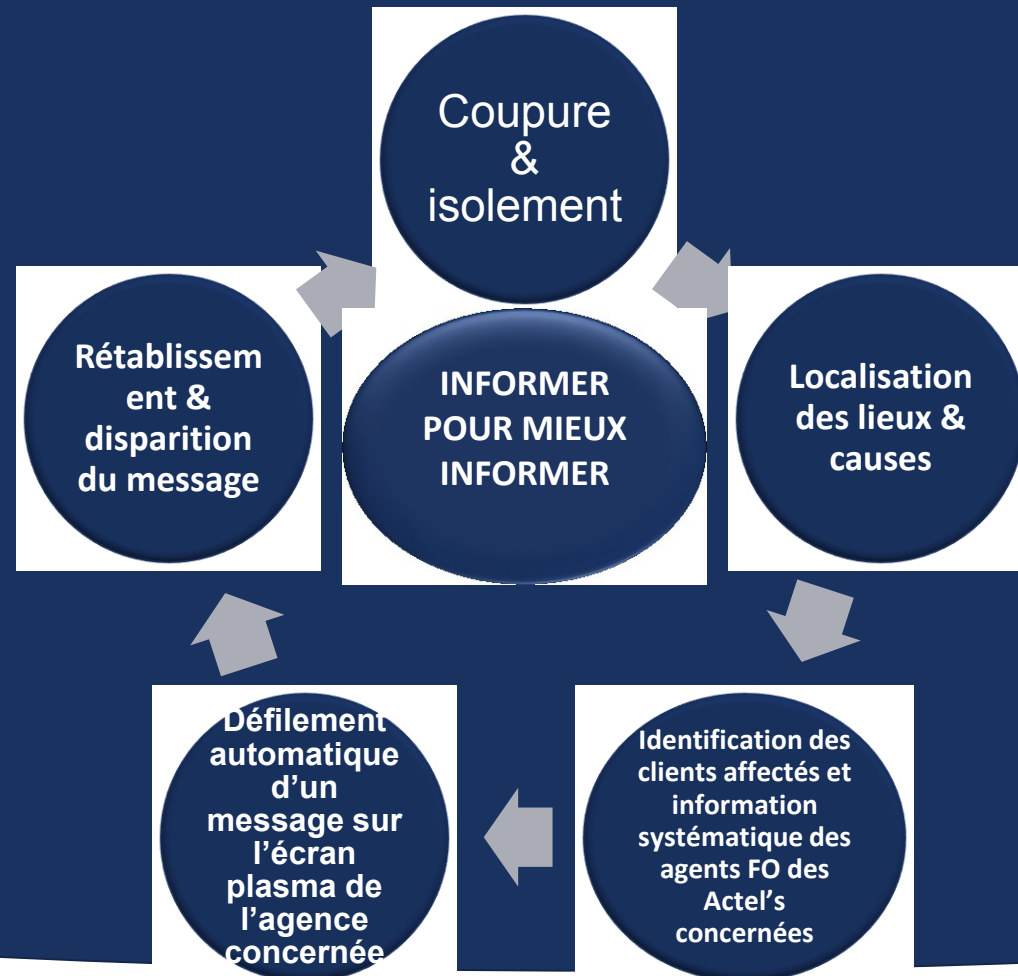 Coupure
&
isolement
Rétablissem
ent &
disparition
du message
INFORMER
POUR MIEUX
INFORMER
Localisation
des lieux &
causes
Défilement
automatique
d’un
message sur
l’écran
plasma de
l’agence
concernée
Identification des
clients affectés et
information
systématique des
agents FO des
Actel’s
concernées